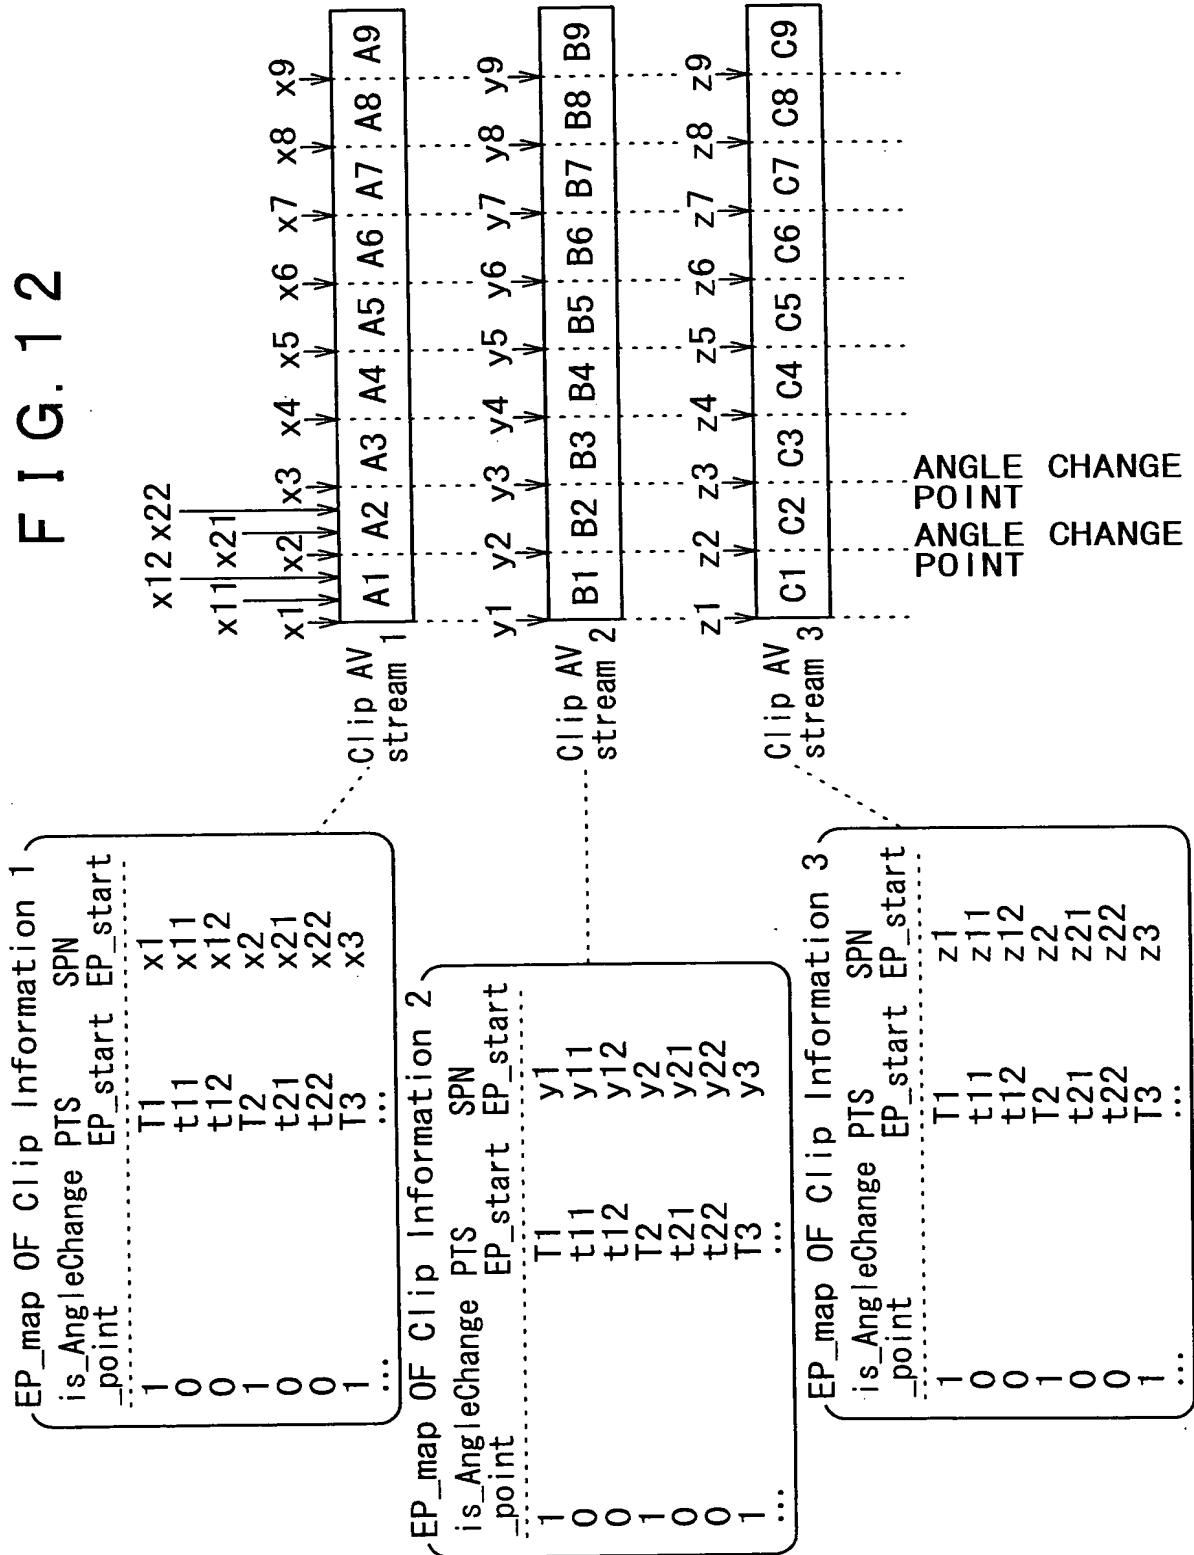 FIG.12
EP_map OF Clip Information 1
is_AngleChange PTS SPN
_point EP_start EP_start
1 T1 x1
0 t11 x11
0 t12 x12
1 T2 x2
0 t21 x21
0 t22 x22
1 T3 x3
... ...
Clip AV
stream 1
x12 x22
x11 x21
x1 x2 x3 x4 x5 x6 x7 x8 x9
A1 A2 A3 A4 A5 A6 A7 A8 A9
EP_map OF Clip Information 2
is_AngleChange PTS SPN
_point EP_start EP_start
1 T1 y1
0 t11 y11
0 t12 y12
1 T2 y2
0 t21 y21
0 t22 y22
1 T3 y3
... ...
Clip AV
stream 2
y1 y2 y3 y4 y5 y6 y7 y8 y9
B1 B2 B3 B4 B5 B6 B7 B8 B9
EP_map OF Clip Information 3
is_AngleChange PTS SPN
_point EP_start EP_start
1 T1 z1
0 t11 z11
0 t12 z12
1 T2 z2
0 t21 z21
0 t22 z22
1 T3 z3
... ...
Clip AV
stream 3
z1 z2 z3 z4 z5 z6 z7 z8 z9
C1 C2 C3 C4 C5 C6 C7 C8 C9
ANGLE CHANGE
POINT
ANGLE CHANGE
POINT